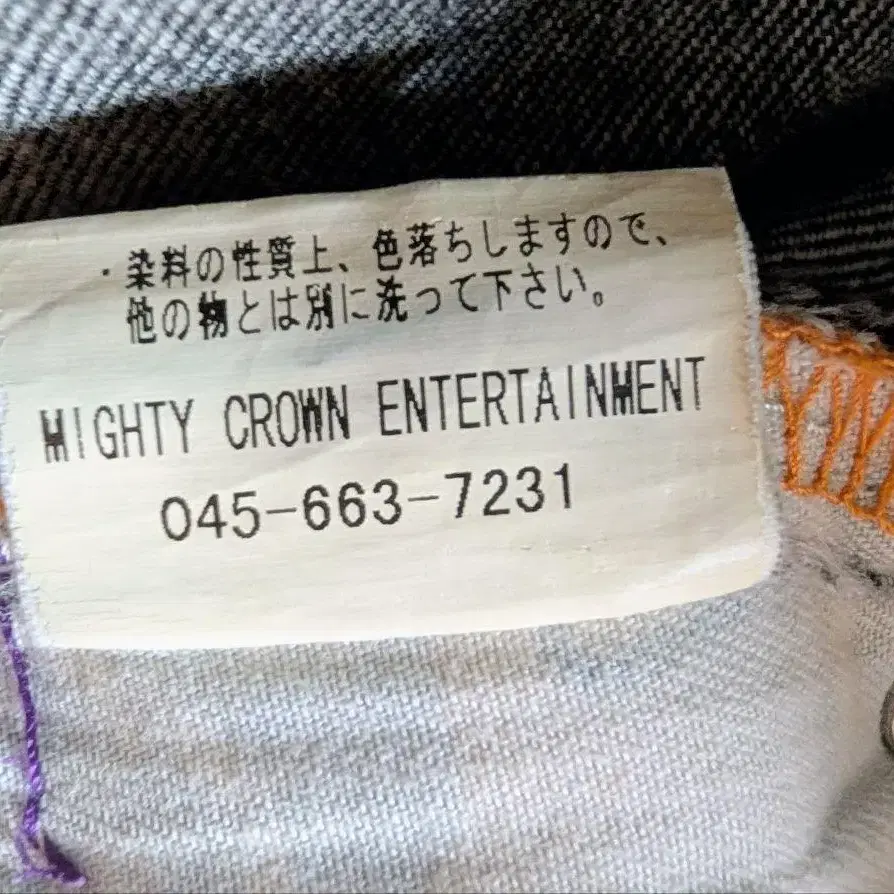 ・染料の性質上、色落ちしますので、
他の物とは別に洗って下さい。
MIGHTY CROWN ENTERTAINMENT
045-663-7231